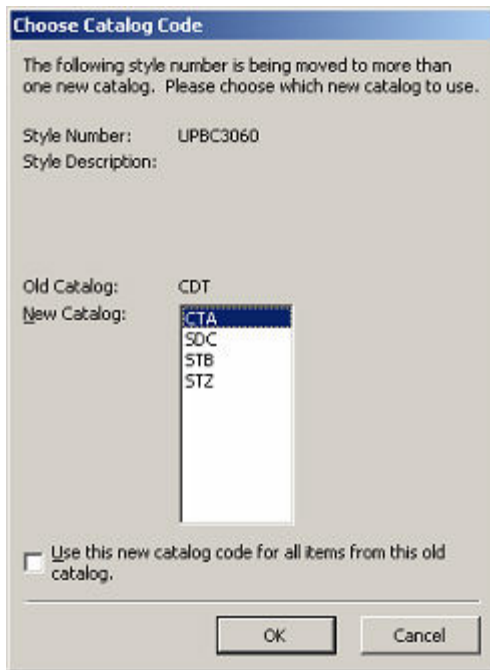 Choose Catalog Code
The following style number is being moved to more than
one new catalog. Please choose which new catalog to use.
Style Number: UPBC3060
Style Description:
Old Catalog: CDT
New Catalog: CTA
SDC
STB
STZ
Use this new catalog code for all items from this old
catalog.
OK Cancel